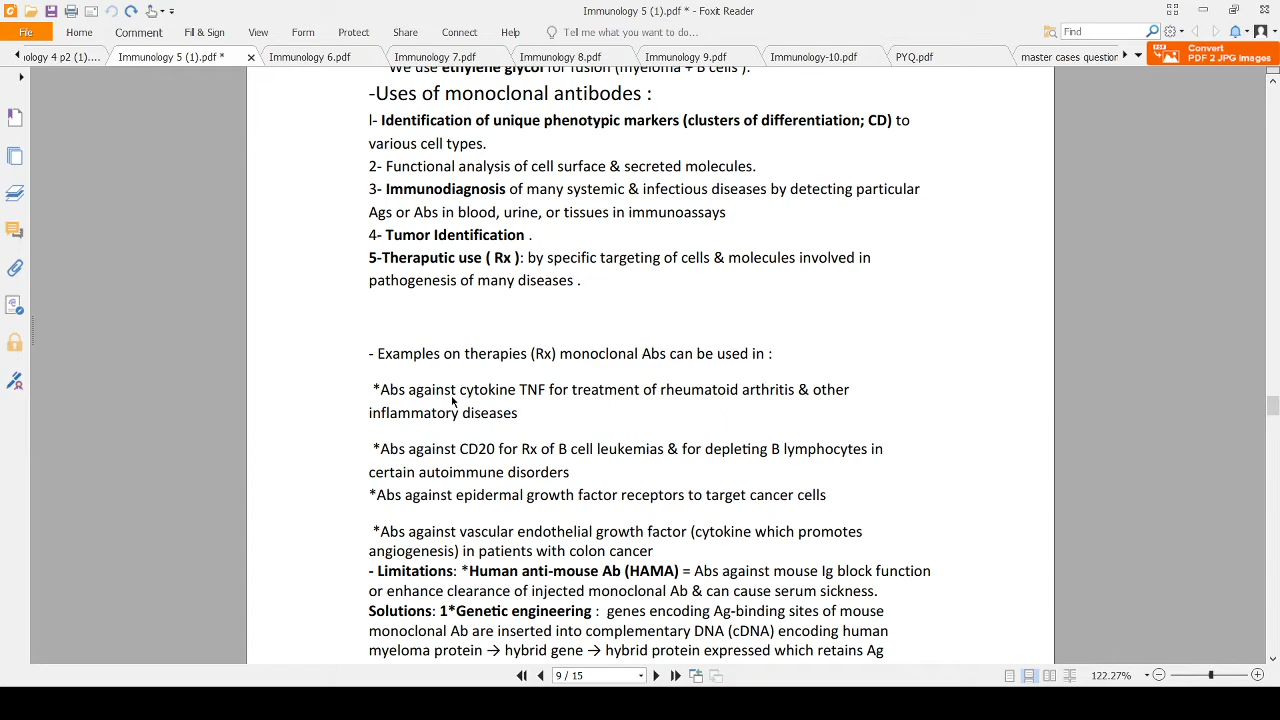 Immunology 5 (1).pdf * - Foxit Reader
File Home Comment View Form Protect Share Connect Help Tell me what you want to do... Find
Fill & Sign
ology 4 p2 (1).... Immunology 5 (1).pdf * Immunology 6.pdf Immunology 7.pdf Immunology 8.pdf Immunology 9.pdf Immunology-10.pdf PYQ.pdf master cases question Convert
PDF 2 JPG Images
We use ethylene glycol for fusion (myeloma + B cells ).
-Uses of monoclonal antibodes :
l- Identification of unique phenotypic markers (clusters of differentiation; CD) to
various cell types.
2- Functional analysis of cell surface & secreted molecules.
3- Immunodiagnosis of many systemic & infectious diseases by detecting particular
Ags or Abs in blood, urine, or tissues in immunoassays
4- Tumor Identification .
5-Theraputic use ( Rx ): by specific targeting of cells & molecules involved in
pathogenesis of many diseases .
- Examples on therapies (Rx) monoclonal Abs can be used in :
*Abs against cytokine TNF for treatment of rheumatoid arthritis & other
inflammatory diseases
*Abs against CD20 for Rx of B cell leukemias & for depleting B lymphocytes in
certain autoimmune disorders
*Abs against epidermal growth factor receptors to target cancer cells
*Abs against vascular endothelial growth factor (cytokine which promotes
angiogenesis) in patients with colon cancer
- Limitations: *Human anti-mouse Ab (HAMA) = Abs against mouse Ig block function
or enhance clearance of injected monoclonal Ab & can cause serum sickness.
Solutions: 1*Genetic engineering : genes encoding Ag-binding sites of mouse
monoclonal Ab are inserted into complementary DNA (cDNA) encoding human
myeloma protein → hybrid gene → hybrid protein expressed which retains Ag
9 / 15 122.27%